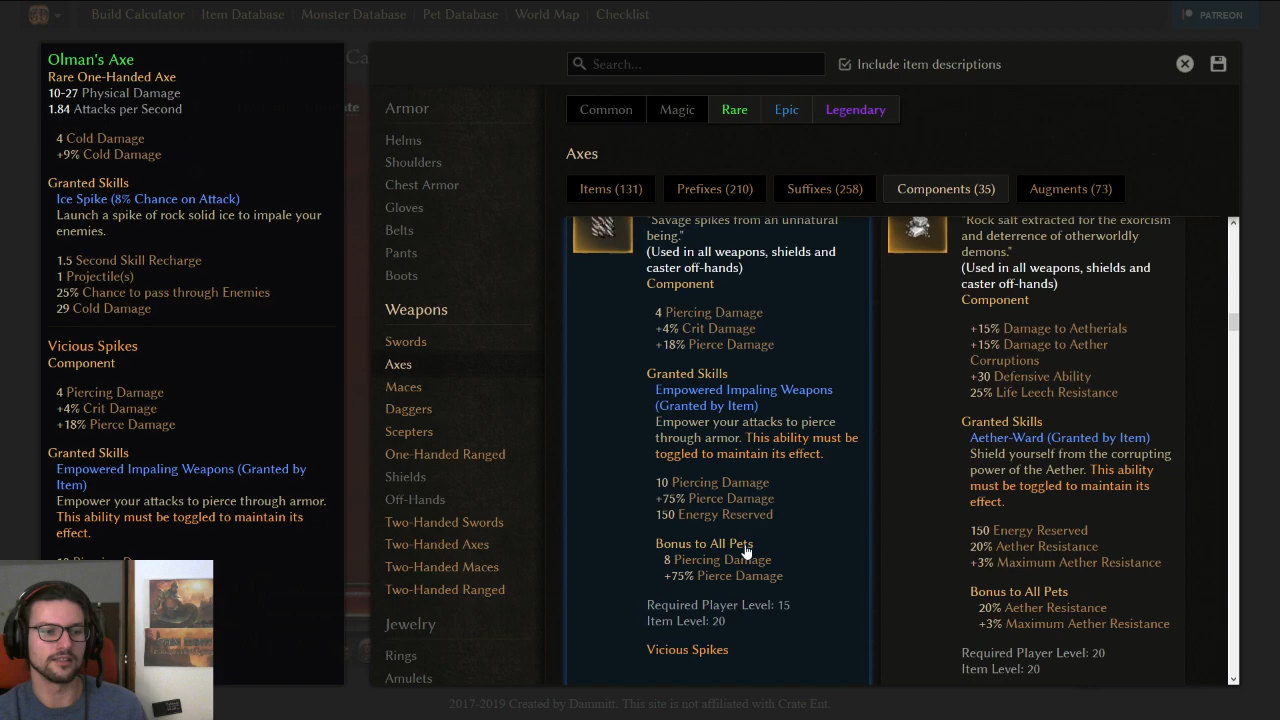 Build Calculator
Item Database
Monster Database
Pet Database
World Map
Checklist
PATREON
Olman's Axe
Rare One-Handed Axe
10-27 Physical Damage
1.84 Attacks per Second
4 Cold Damage
+9% Cold Damage
Granted Skills
Ice Spike (8% Chance on Attack)
Launch a spike of rock solid ice to impale your
enemies.
1.5 Second Skill Recharge
1 Projectile(s)
25% Chance to pass through Enemies
29 Cold Damage
Vicious Spikes
Component
4 Piercing Damage
+4% Crit Damage
+18% Pierce Damage
Granted Skills
Empowered Impaling Weapons (Granted by
Item)
Empower your attacks to pierce through armor.
This ability must be toggled to maintain its
effect.
Search...
Include item descriptions
Armor
Helms
Shoulders
Chest Armor
Gloves
Belts
Pants
Boots
Weapons
Swords
Axes
Maces
Daggers
Scepters
One-Handed Ranged
Shields
Off-Hands
Two-Handed Swords
Two-Handed Axes
Two-Handed Maces
Two-Handed Ranged
Jewelry
Rings
Amulets
Common
Magic
Rare
Epic
Legendary
Axes
Items (131)
Prefixes (210)
Suffixes (258)
Components (35)
Augments (73)
"Savage spikes from an unnatural
being."
(Used in all weapons, shields and
caster off-hands)
Component
4 Piercing Damage
+4% Crit Damage
+18% Pierce Damage
Granted Skills
Empowered Impaling Weapons
(Granted by Item)
Empower your attacks to pierce
through armor. This ability must be
toggled to maintain its effect.
10 Piercing Damage
+75% Pierce Damage
150 Energy Reserved
Bonus to All Pets
8 Piercing Damage
+75% Pierce Damage
Required Player Level: 15
Item Level: 20
Vicious Spikes
"Rock salt extracted for the exorcism
and deterrence of otherworldly
demons."
(Used in all weapons, shields and
caster off-hands)
Component
+15% Damage to Aetherials
+15% Damage to Aether
Corruptions
+30 Defensive Ability
25% Life Leech Resistance
Granted Skills
Aether-Ward (Granted by Item)
Shield yourself from the corrupting
power of the Aether. This ability
must be toggled to maintain its
effect.
150 Energy Reserved
20% Aether Resistance
+3% Maximum Aether Resistance
Bonus to All Pets
20% Aether Resistance
+3% Maximum Aether Resistance
Required Player Level: 20
Item Level: 20
2017-2019 Created by Dammitt. This site is not affiliated with Crate Ent.